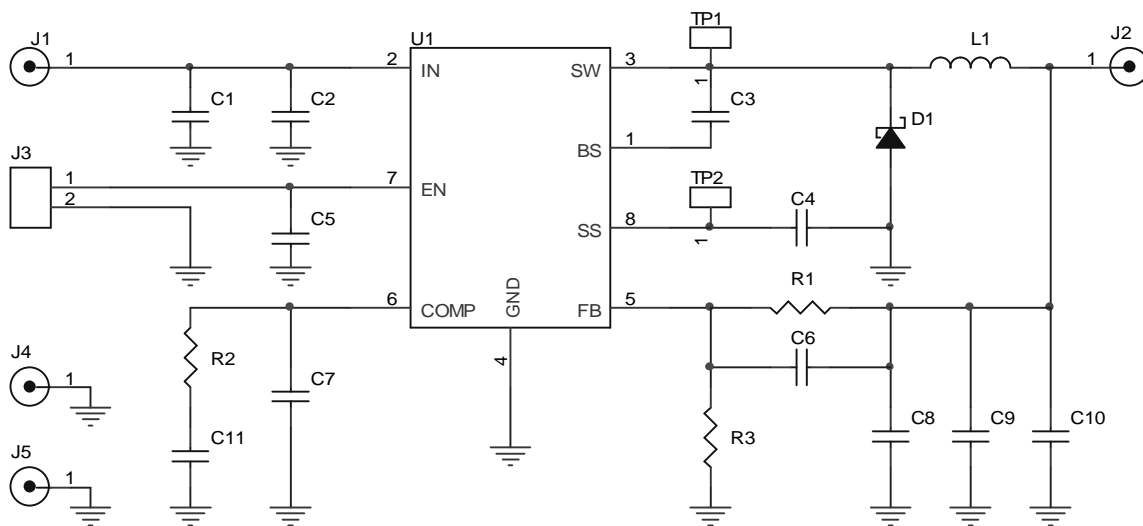 J1
1
U1
2
IN
SW
3
TP1
1
L1
J2
1
C1
C2
C3
D1
BS
1
J3
1
2
7
EN
TP2
1
C5
SS
8
C4
6
COMP
GND
4
FB
5
R1
C6
R2
C7
J4
1
R3
C8
C9
C10
C11
J5
1